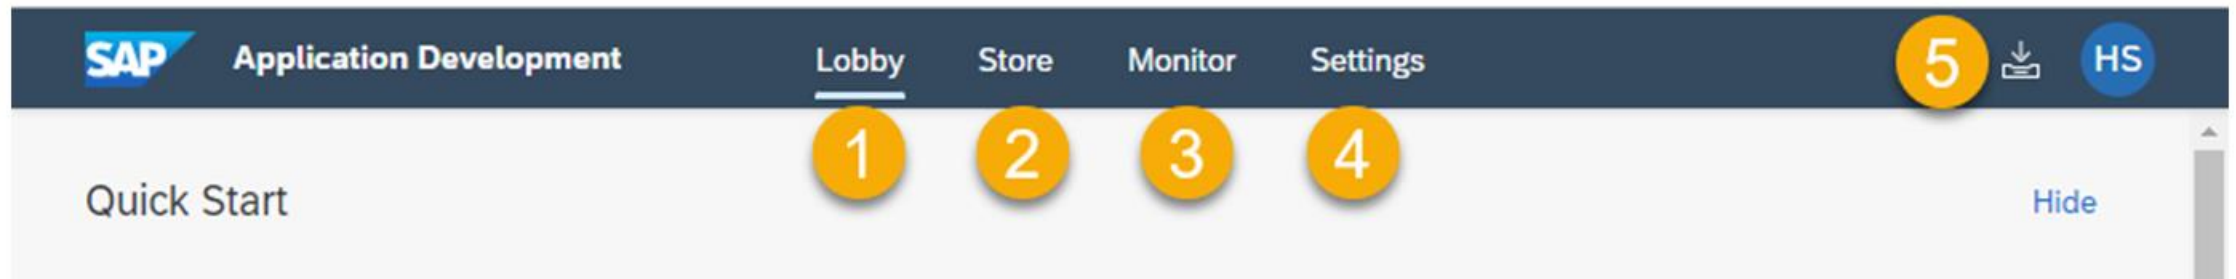 SAP Application Development Lobby Store Monitor Settings 5 HS
1 2 3 4
Quick Start Hide